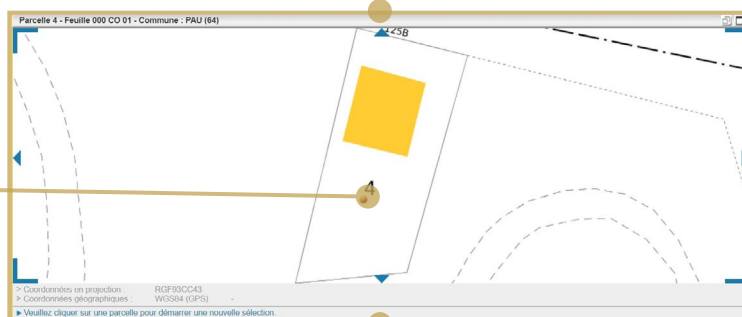 Parcelle 4 - Feuille 000 CO 01 - Commune : PAU (64)
125B
4
> Coordonnées en projection : RGF93CC43
> Coordonnées géographiques : WGS84 (GPS) -
► Veuillez cliquer sur une parcelle pour démarrer une nouvelle sélection.